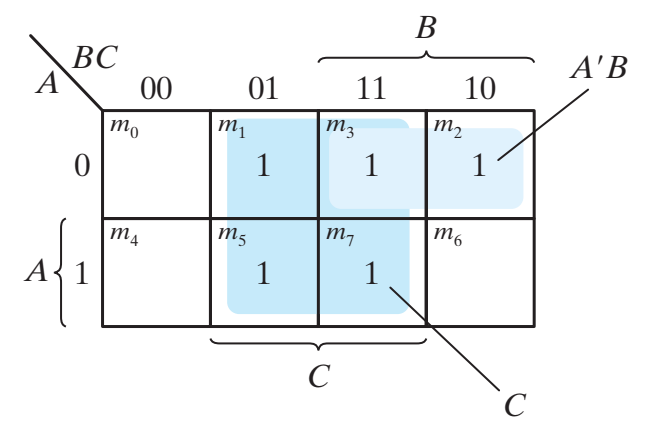 B
BC
A
A′B
00 01 11 10
m₀ m₁ m₃ m₂
0 1 1 1
m₄ m₅ m₇ m₆
A 1 1 1
C
C